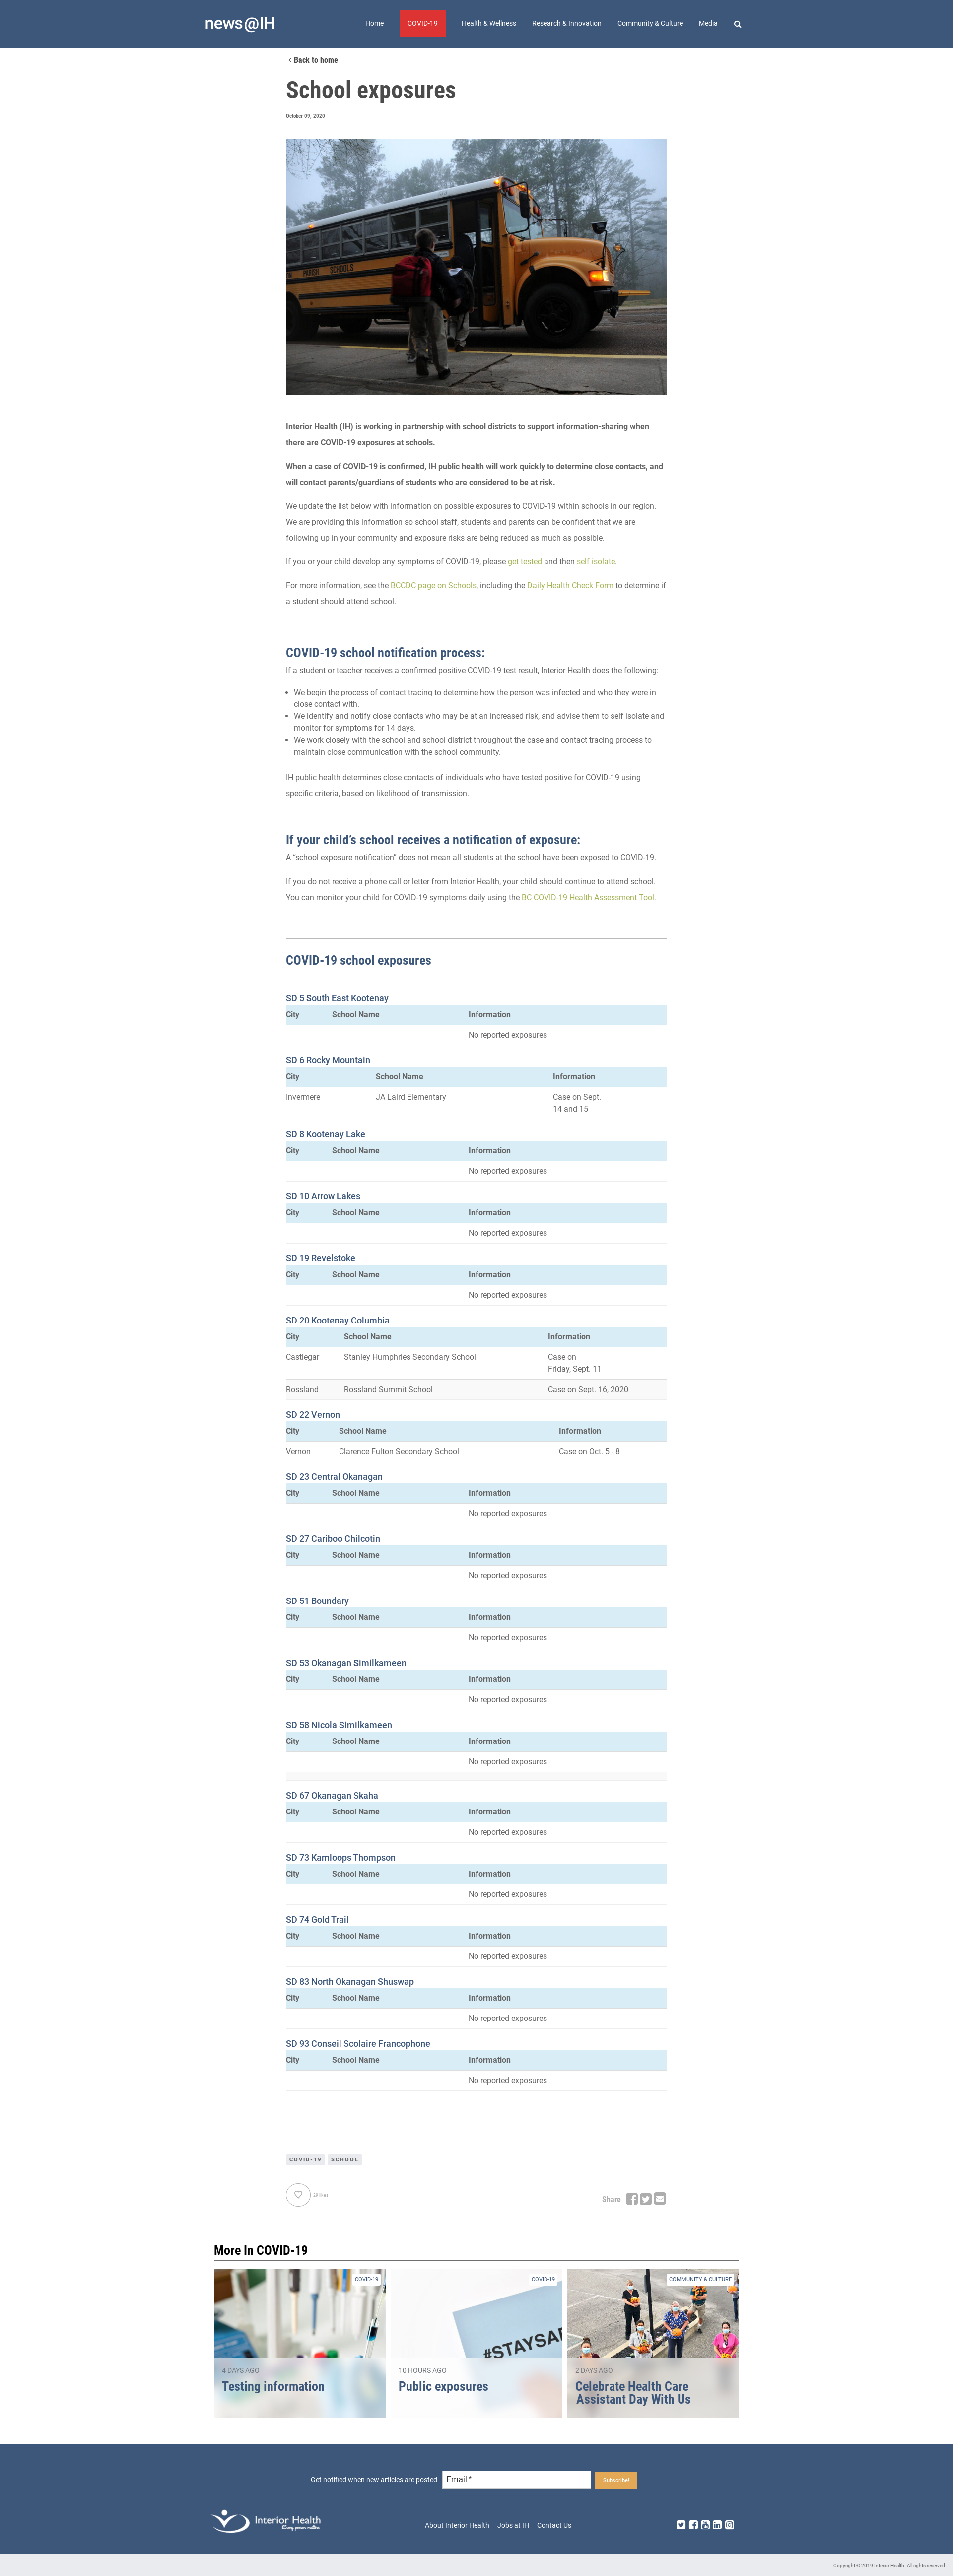 news@IH
Home
COVID-19
Health & Wellness
Research & Innovation
Community & Culture
Media
Back to home
School exposures
October 09, 2020
PARISH SCHOOLS
Interior Health (IH) is working in partnership with school districts to support information-sharing when
there are COVID-19 exposures at schools.
When a case of COVID-19 is confirmed, IH public health will work quickly to determine close contacts, and
will contact parents/guardians of students who are considered to be at risk.
We update the list below with information on possible exposures to COVID-19 within schools in our region.
We are providing this information so school staff, students and parents can be confident that we are
following up in your community and exposure risks are being reduced as much as possible.
If you or your child develop any symptoms of COVID-19, please get tested and then self isolate.
For more information, see the BCCDC page on Schools, including the Daily Health Check Form to determine if
a student should attend school.
COVID-19 school notification process:
If a student or teacher receives a confirmed positive COVID-19 test result, Interior Health does the following:
• We begin the process of contact tracing to determine how the person was infected and who they were in
close contact with.
• We identify and notify close contacts who may be at an increased risk, and advise them to self isolate and
monitor for symptoms for 14 days.
• We work closely with the school and school district throughout the case and contact tracing process to
maintain close communication with the school community.
IH public health determines close contacts of individuals who have tested positive for COVID-19 using
specific criteria, based on likelihood of transmission.
If your child's school receives a notification of exposure:
A "school exposure notification" does not mean all students at the school have been exposed to COVID-19.
If you do not receive a phone call or letter from Interior Health, your child should continue to attend school.
You can monitor your child for COVID-19 symptoms daily using the BC COVID-19 Health Assessment Tool.
COVID-19 school exposures
SD 5 South East Kootenay
City School Name Information
No reported exposures
SD 6 Rocky Mountain
City School Name Information
Invermere JA Laird Elementary Case on Sept.
14 and 15
SD 8 Kootenay Lake
City School Name Information
No reported exposures
SD 10 Arrow Lakes
City School Name Information
No reported exposures
SD 19 Revelstoke
City School Name Information
No reported exposures
SD 20 Kootenay Columbia
City School Name Information
Castlegar Stanley Humphries Secondary School Case on
Friday, Sept. 11
Rossland Rossland Summit School Case on Sept. 16, 2020
SD 22 Vernon
City School Name Information
Vernon Clarence Fulton Secondary School Case on Oct. 5 - 8
SD 23 Central Okanagan
City School Name Information
No reported exposures
SD 27 Cariboo Chilcotin
City School Name Information
No reported exposures
SD 51 Boundary
City School Name Information
No reported exposures
SD 53 Okanagan Similkameen
City School Name Information
No reported exposures
SD 58 Nicola Similkameen
City School Name Information
No reported exposures
SD 67 Okanagan Skaha
City School Name Information
No reported exposures
SD 73 Kamloops Thompson
City School Name Information
No reported exposures
SD 74 Gold Trail
City School Name Information
No reported exposures
SD 83 North Okanagan Shuswap
City School Name Information
No reported exposures
SD 93 Conseil Scolaire Francophone
City School Name Information
No reported exposures
COVID-19 SCHOOL
likes
Share
More In COVID-19
COVID-19
4 DAYS AGO
Testing information
COVID-19
#STAYSAF
10 HOURS AGO
Public exposures
COMMUNITY & CULTURE
2 DAYS AGO
Celebrate Health Care
Assistant Day With Us
Get notified when new articles are posted
Email *
Subscribe!
Interior Health
Every person matters
About Interior Health
Jobs at IH
Contact Us
Copyright © 2019 Interior Health. All rights reserved.